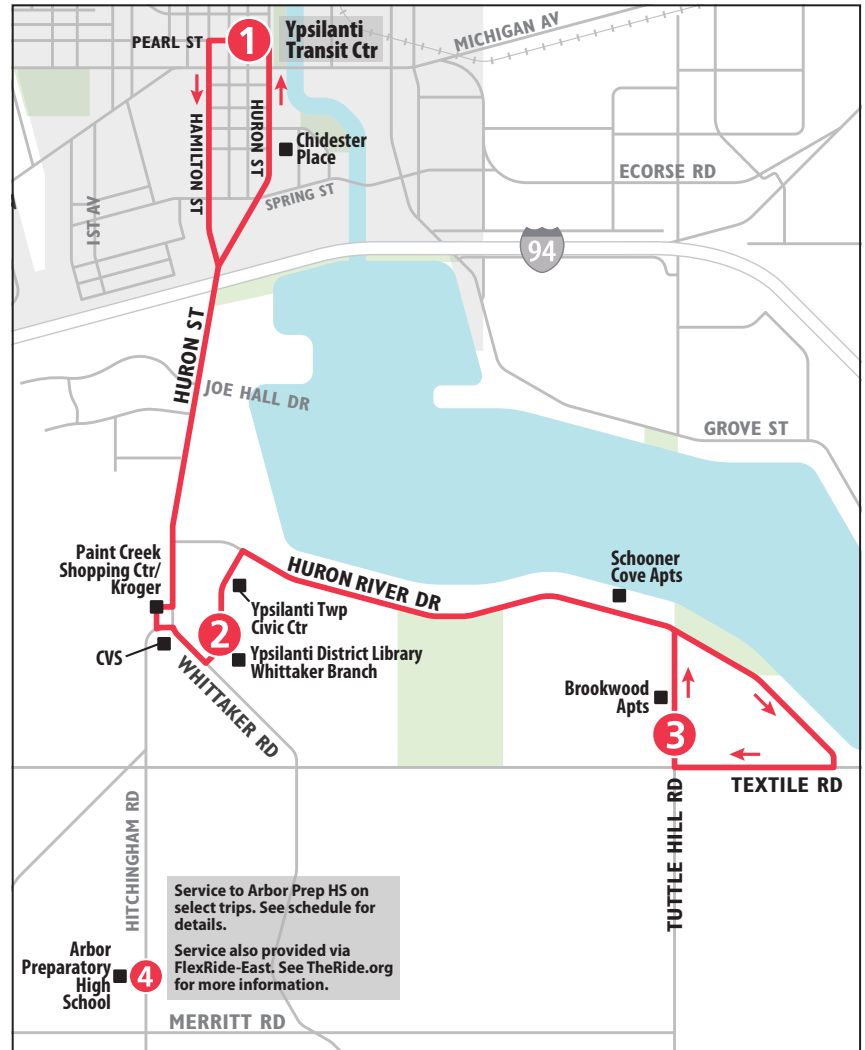 PEARL ST
1
Ypsilanti
Transit Ctr
MICHIGAN AV
HAMILTON ST
HURON ST
Chidester
Place
ECORSE RD
SPRING ST
1ST AV
94
HURON ST
JOE HALL DR
GROVE ST
Paint Creek
Shopping Ctr/
Kroger
HURON RIVER DR
Schooner
Cove Apts
Ypsilanti Twp
Civic Ctr
2
CVS
Ypsilanti District Library
Whittaker Branch
WHITTAKER RD
Brookwood
Apts
3
TEXTILE RD
TUTTLE HILL RD
HITCHINGHAM RD
Service to Arbor Prep HS on
select trips. See schedule for
details.
Service also provided via
FlexRide-East. See TheRide.org
for more information.
Arbor
Preparatory
High
School
4
MERRITT RD